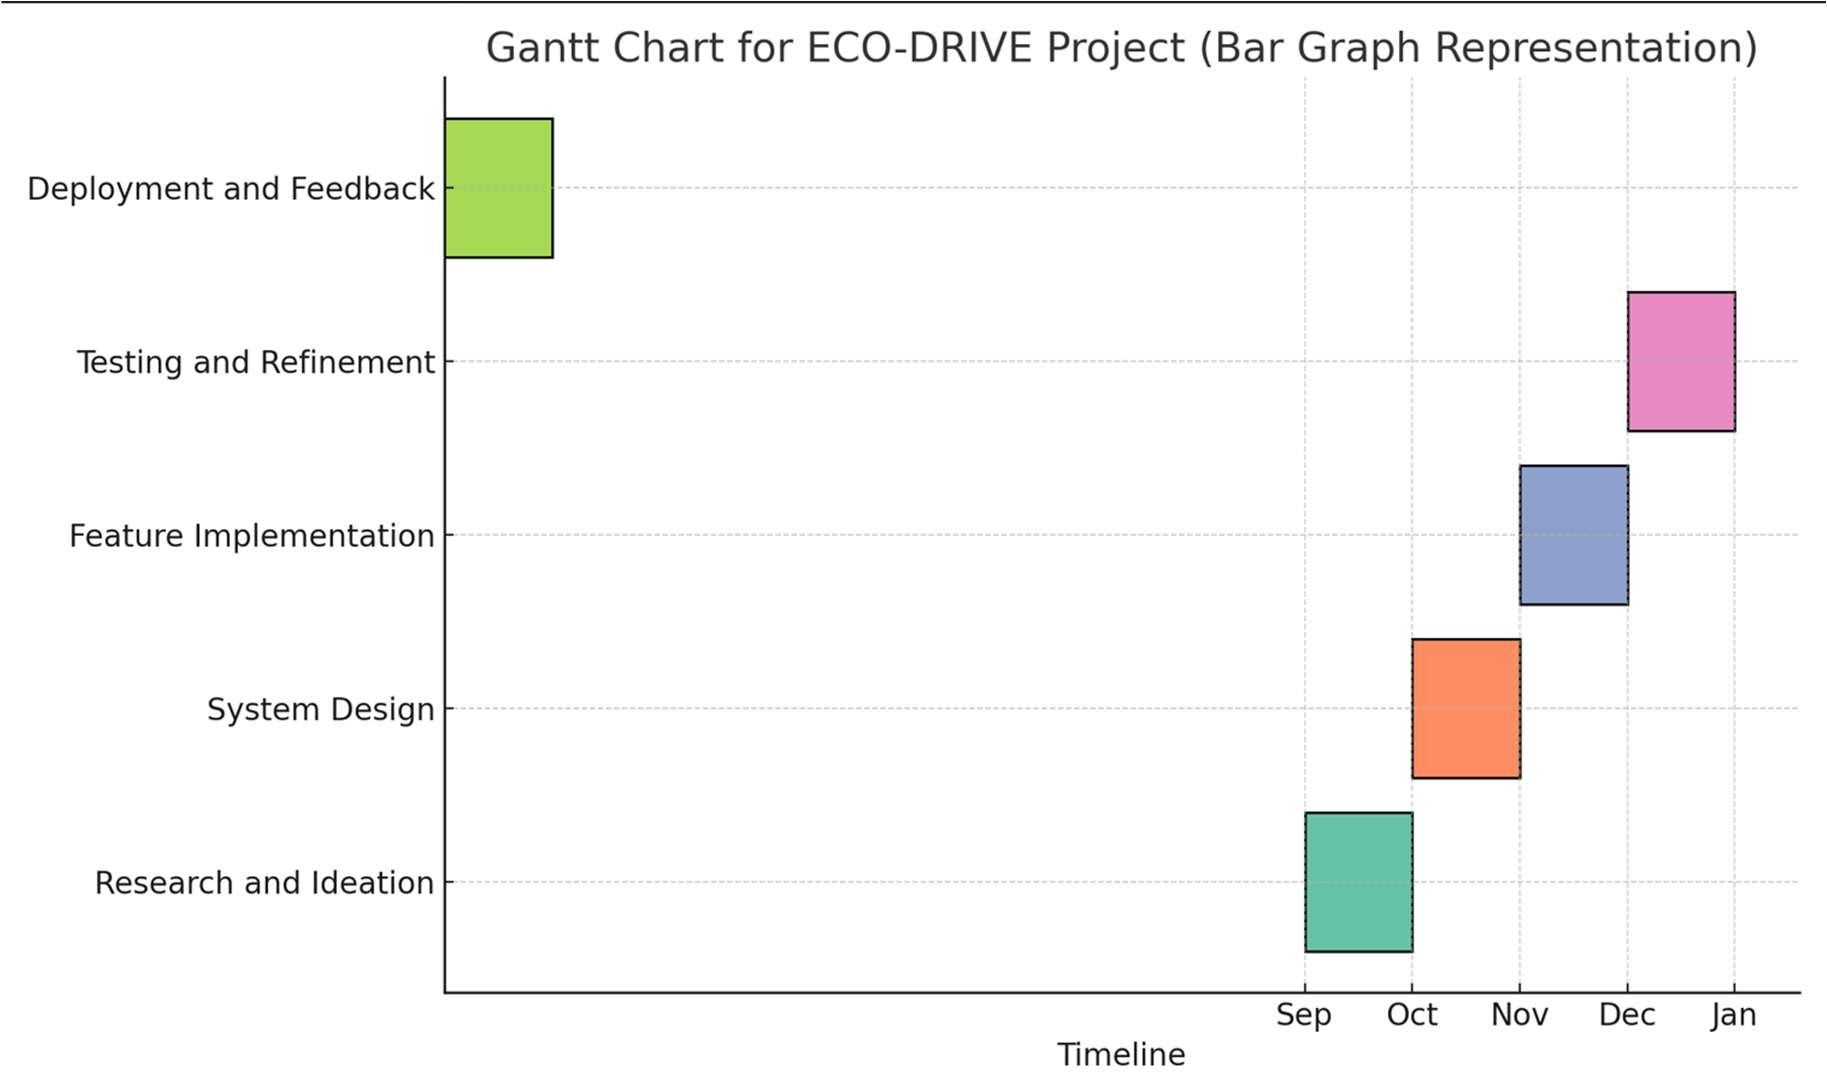 Gantt Chart for ECO-DRIVE Project (Bar Graph Representation)
Deployment and Feedback
Testing and Refinement
Feature Implementation
System Design
Research and Ideation
Sep Oct Nov Dec Jan
Timeline